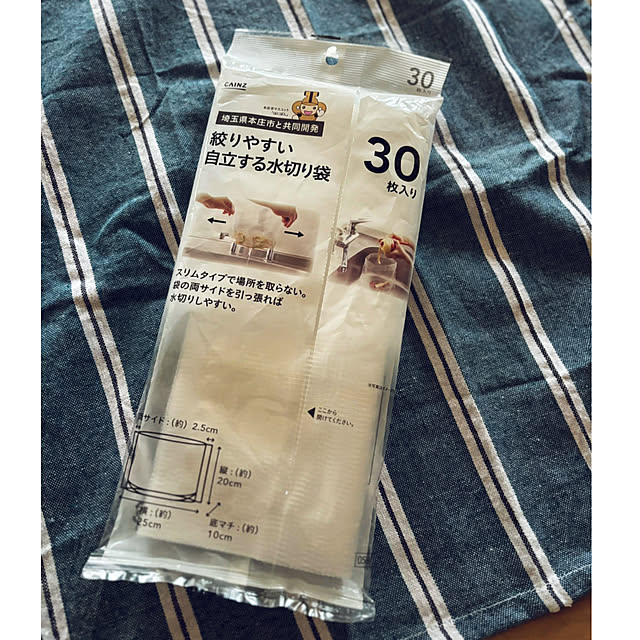 30
枚入り
CAINZ
埼玉県本庄市と共同開発
絞りやすい
自立する水切り袋
30
枚入り
スリムタイプで場所を取らない。
袋の両サイドを引っ張れば
水切りしやすい。
ここから
開けてください。
サイド:(約) 2.5cm
縦:(約)
20cm
横:(約)
25cm
底マチ:(約)
10cm